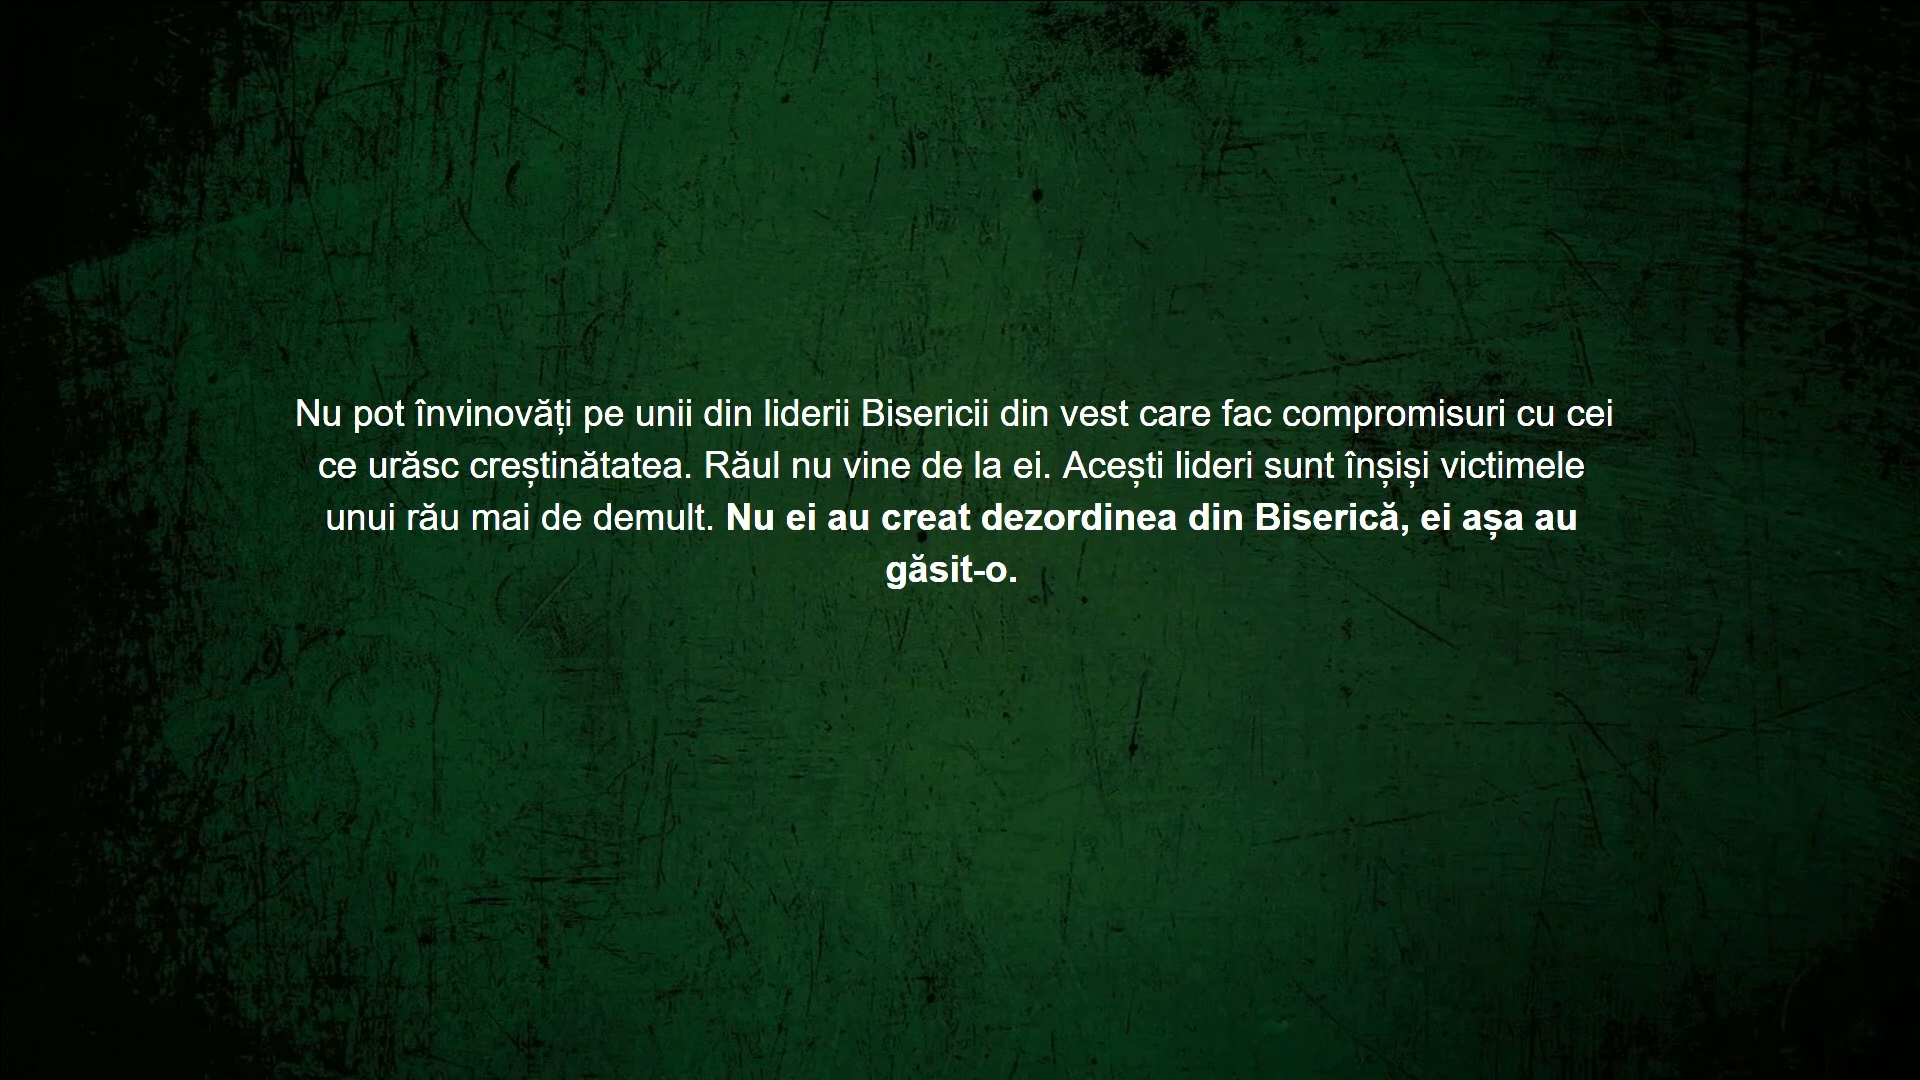 Nu pot învinovăți pe unii din liderii Bisericii din vest care fac compromisuri cu cei
ce urăsc creștinătatea. Răul nu vine de la ei. Acești lideri sunt înșiși victimele
unui rău mai de demult. Nu ei au creat dezordinea din Biserică, ei așa au
găsit-o.